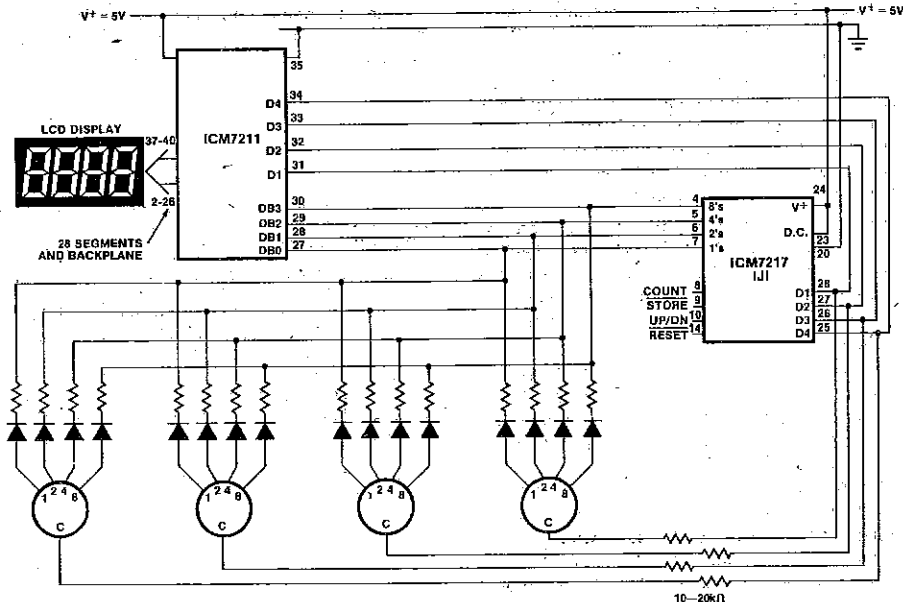 V+ = 5V
V+ = 5V
35
34
D4
33
D3
ICM7211
32
D2
31
D1
LCD DISPLAY
37-40
2-26
28 SEGMENTS
AND BACKPLANE
30
DB3
29
DB2
28
DB1
27
DB0
4
8's
5
4's
6
2's
7
1's
24
V+
D.C.
23
20
ICM7217
IJI
COUNT 8
STORE 9
UP/DN 10
RESET 14
D1 28
D2 27
D3 26
D4 25
1 2 4 8
C
1 2 4 8
C
1 2 4 8
C
1 2 4 8
C
10—20kΩ